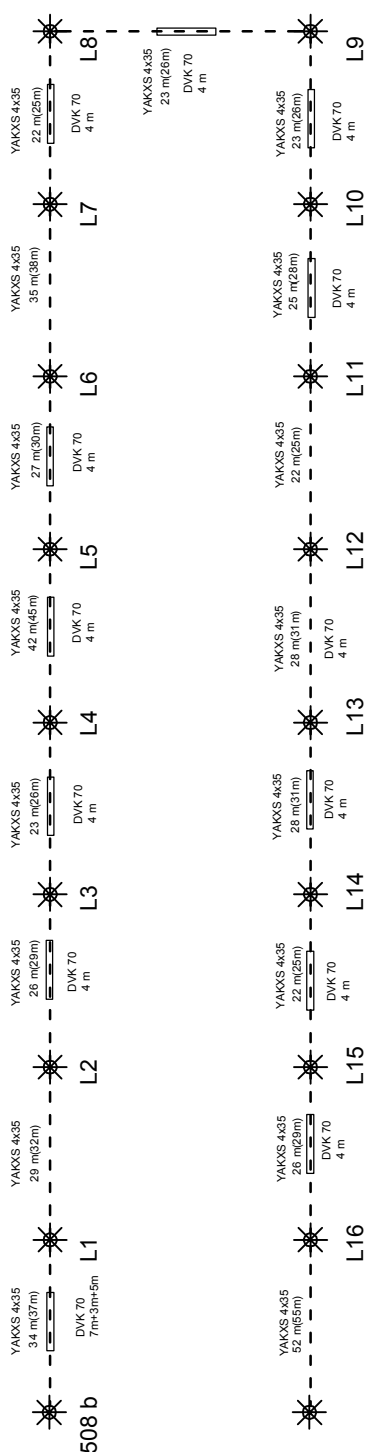 508 b
YAKXS 4x35
34 m(37m)
DVK 70
7m+3m+5m
L1
YAKXS 4x35
29 m(32m)
L2
YAKXS 4x35
26 m(29m)
DVK 70
4 m
L3
YAKXS 4x35
23 m(26m)
DVK 70
4 m
L4
YAKXS 4x35
42 m(45m)
DVK 70
4 m
L5
YAKXS 4x35
27 m(30m)
DVK 70
4 m
L6
YAKXS 4x35
35 m(38m)
L7
YAKXS 4x35
22 m(25m)
DVK 70
4 m
L8
YAKXS 4x35
23 m(26m)
DVK 70
4 m
L9
YAKXS 4x35
23 m(26m)
DVK 70
4 m
L10
YAKXS 4x35
25 m(28m)
DVK 70
4 m
L11
YAKXS 4x35
22 m(25m)
L12
YAKXS 4x35
28 m(31m)
DVK 70
4 m
L13
YAKXS 4x35
28 m(31m)
DVK 70
4 m
L14
YAKXS 4x35
22 m(25m)
DVK 70
4 m
L15
YAKXS 4x35
26 m(29m)
DVK 70
4 m
L16
YAKXS 4x35
52 m(55m)